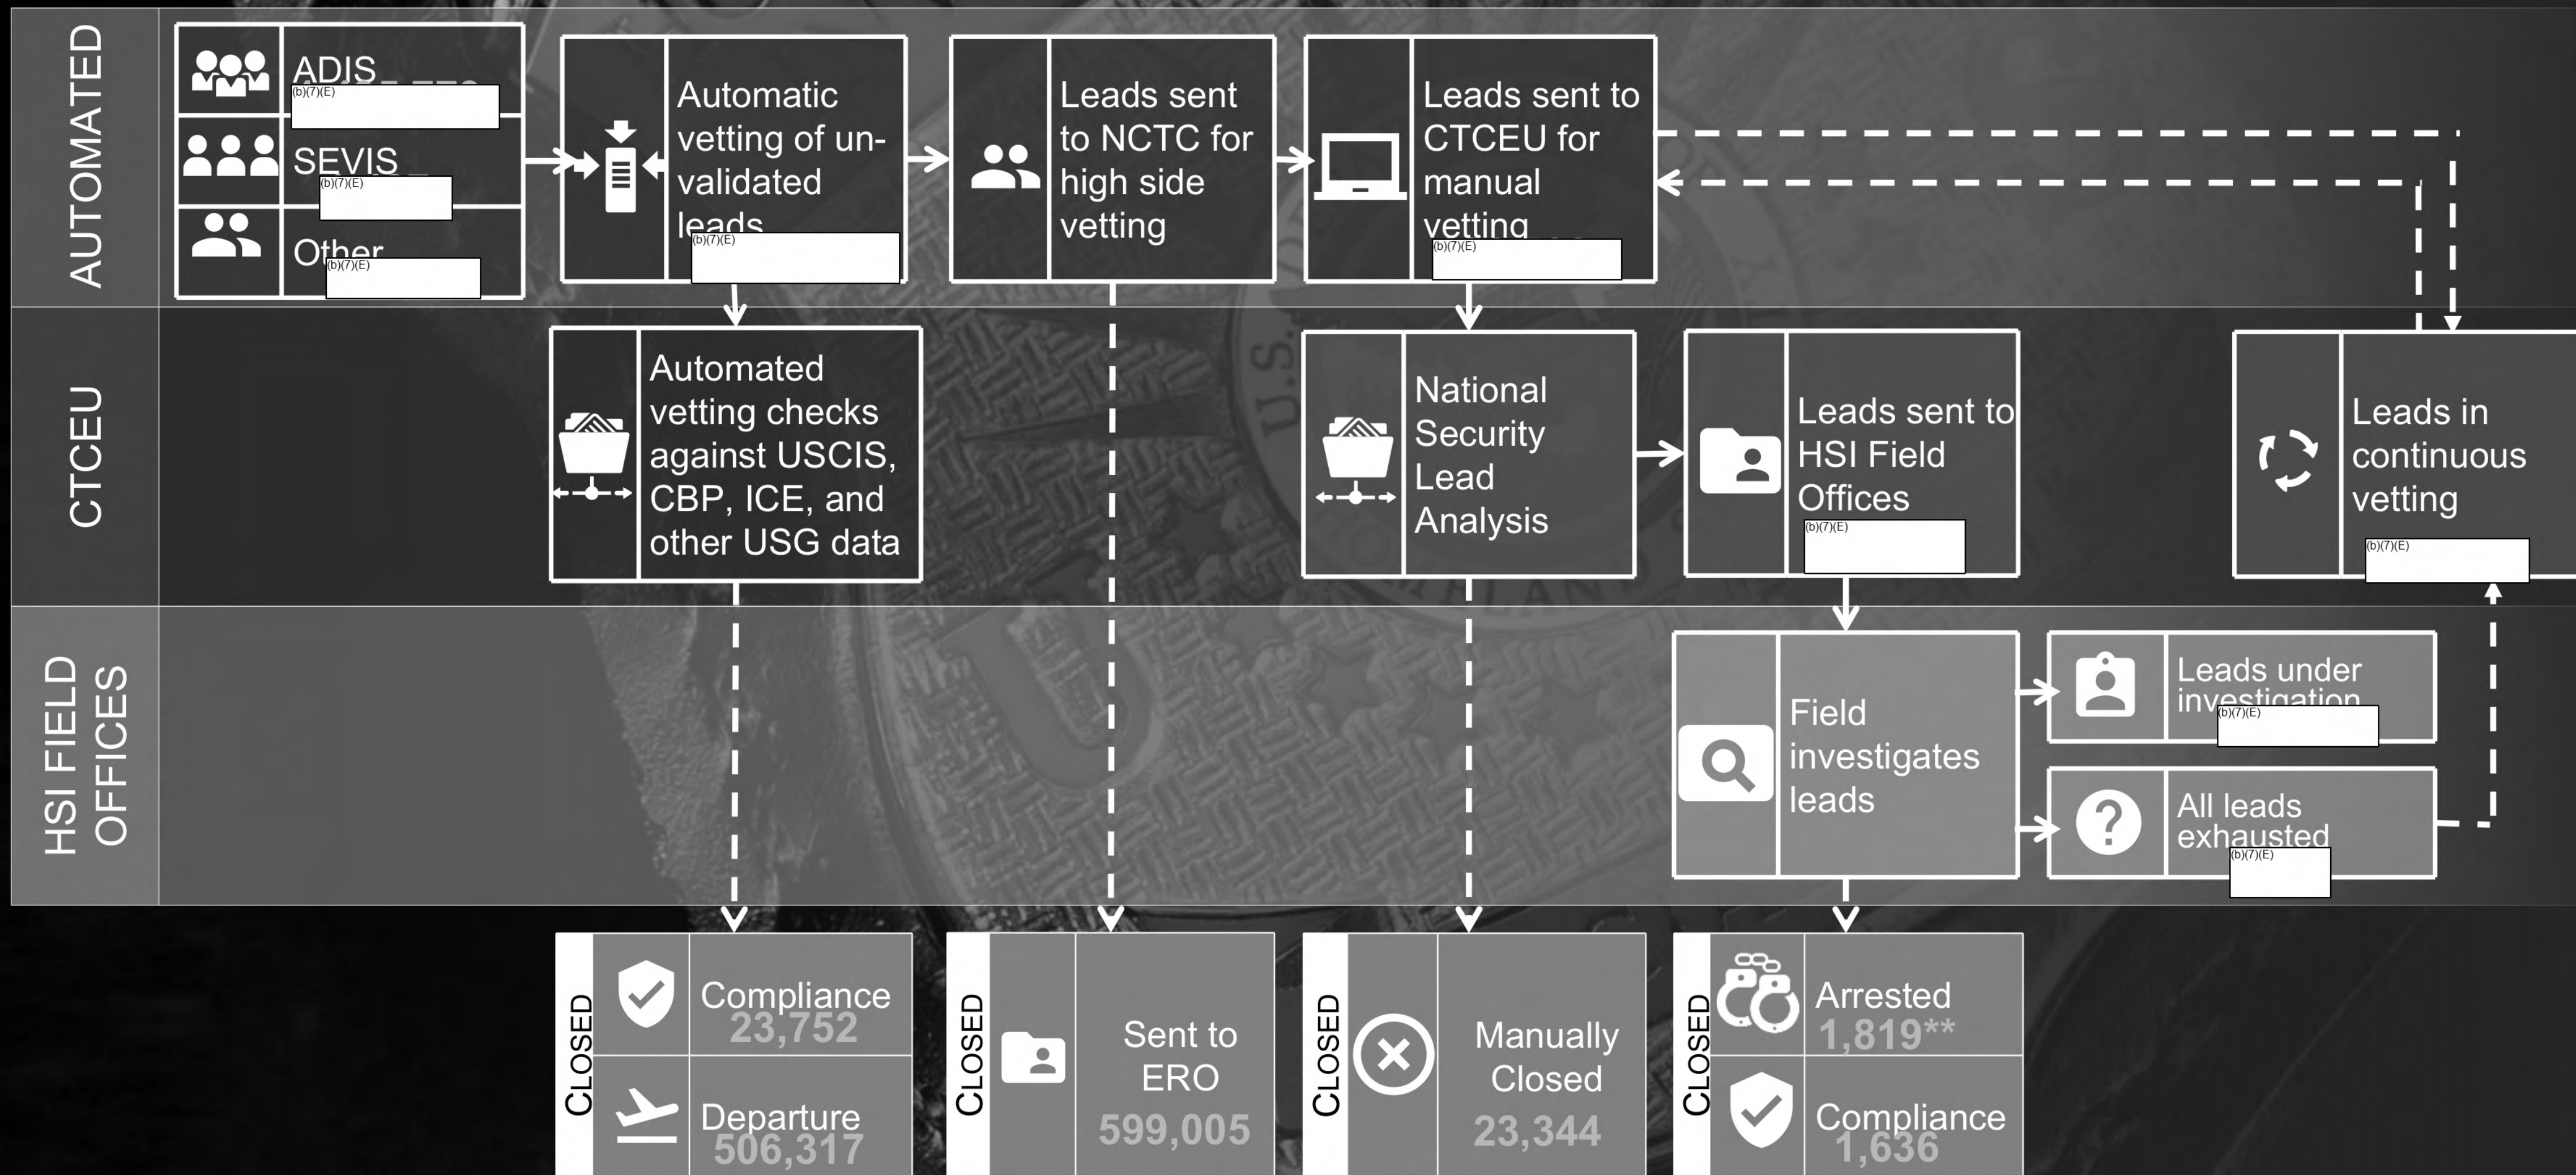 AUTOMATED
ADIS
(b)(7)(E)
SEVIS
(b)(7)(E)
Other
(b)(7)(E)
Automatic
vetting of un-
validated
leads
(b)(7)(E)
Leads sent
to NCTC for
high side
vetting
Leads sent to
CTCEU for
manual
vetting
(b)(7)(E)
CTCEU
Automated
vetting checks
against USCIS,
CBP, ICE, and
other USG data
National
Security
Lead
Analysis
Leads sent to
HSI Field
Offices
(b)(7)(E)
Leads in
continuous
vetting
(b)(7)(E)
HSI FIELD
OFFICES
Field
investigates
leads
Leads under
investigation
(b)(7)(E)
All leads
exhausted
(b)(7)(E)
CLOSED
Compliance
23,752
Departure
506,317
CLOSED
Sent to
ERO
599,005
CLOSED
Manually
Closed
23,344
CLOSED
Arrested
1,819**
Compliance
1,636
U.S.